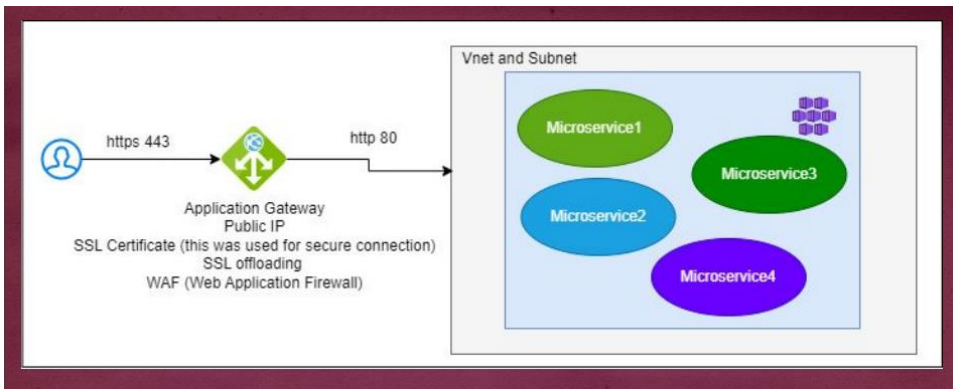 Vnet and Subnet
https 443
http 80
Application Gateway
Public IP
SSL Certificate (this was used for secure connection)
SSL offloading
WAF (Web Application Firewall)
Microservice1
Microservice3
Microservice2
Microservice4